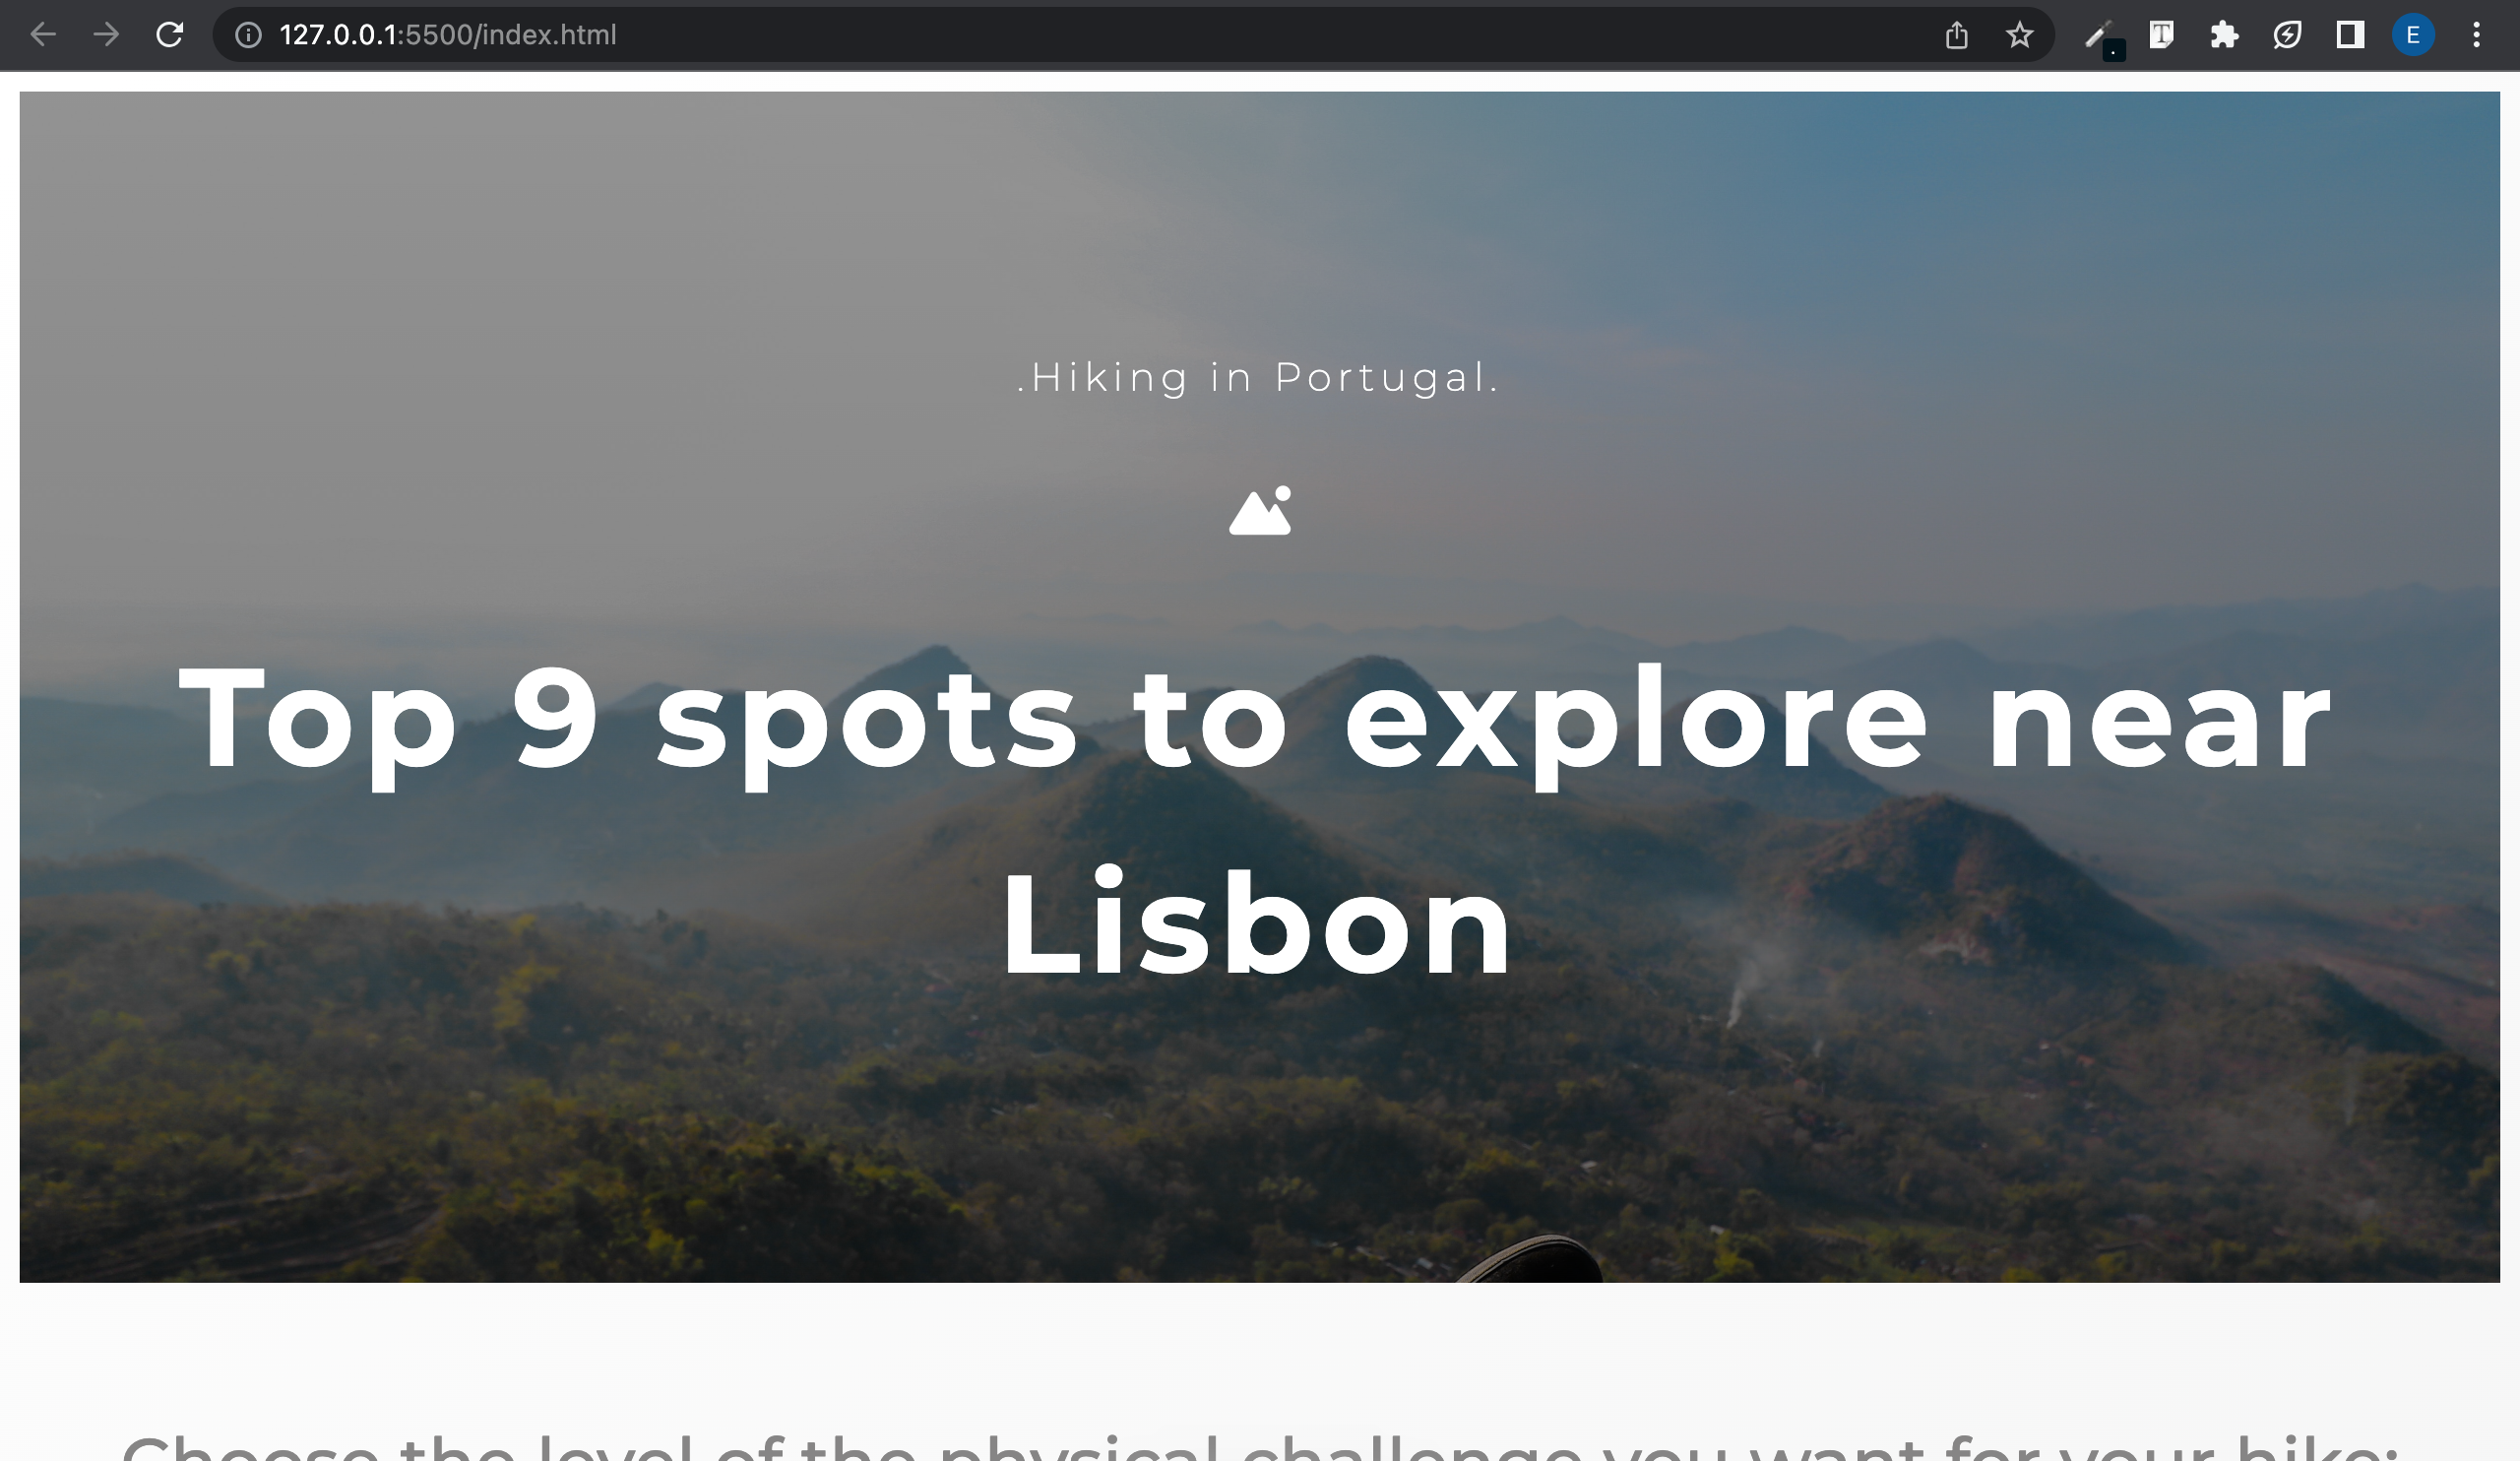 127.0.0.1:5500/index.html
E
.Hiking in Portugal.
Top 9 spots to explore near
Lisbon
Choose the level of the physical challenge you want for your hike: